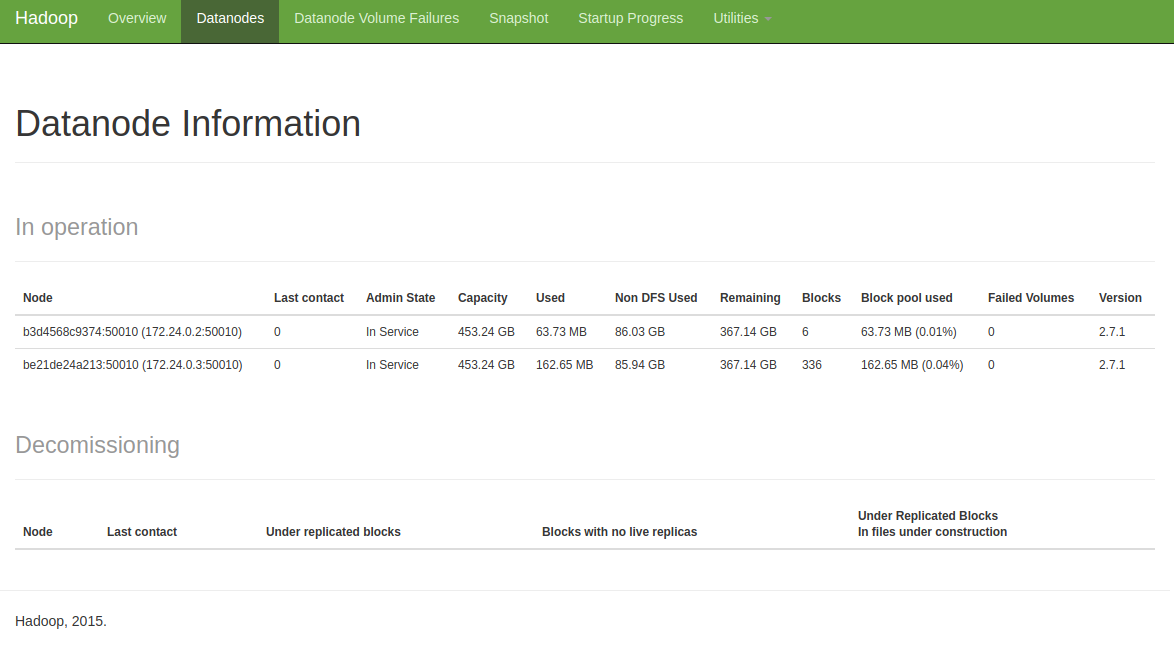 Hadoop Overview Datanodes Datanode Volume Failures Snapshot Startup Progress Utilities
Datanode Information
In operation
Node Last contact Admin State Capacity Used Non DFS Used Remaining Blocks Block pool used Failed Volumes Version
b3d4568c9374:50010 (172.24.0.2:50010) 0 In Service 453.24 GB 63.73 MB 86.03 GB 367.14 GB 6 63.73 MB (0.01%) 0 2.7.1
be21de24a213:50010 (172.24.0.3:50010) 0 In Service 453.24 GB 162.65 MB 85.94 GB 367.14 GB 336 162.65 MB (0.04%) 0 2.7.1
Decomissioning
Node Last contact Under replicated blocks Blocks with no live replicas Under Replicated Blocks
In files under construction
Hadoop, 2015.